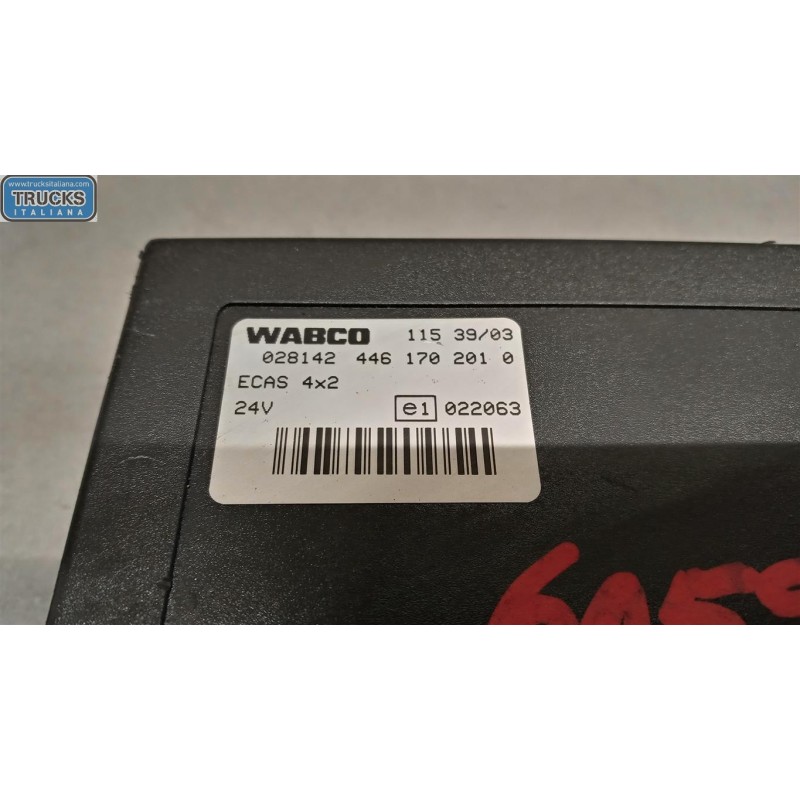 www.trucksitaliana.com
TRUCKS
ITALIANA
WABCO 115 39/03
028142 446 170 201 0
ECAS 4x2
24V e1 022063